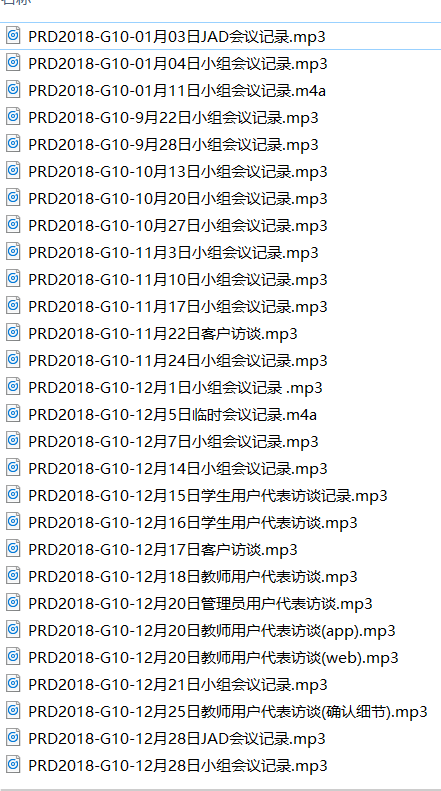 名称
PRD2018-G10-01月03日JAD会议记录.mp3
PRD2018-G10-01月04日小组会议记录.mp3
PRD2018-G10-01月11日小组会议记录.m4a
PRD2018-G10-9月22日小组会议记录.mp3
PRD2018-G10-9月28日小组会议记录.mp3
PRD2018-G10-10月13日小组会议记录.mp3
PRD2018-G10-10月20日小组会议记录.mp3
PRD2018-G10-10月27日小组会议记录.mp3
PRD2018-G10-11月3日小组会议记录.mp3
PRD2018-G10-11月10日小组会议记录.mp3
PRD2018-G10-11月17日小组会议记录.mp3
PRD2018-G10-11月22日客户访谈.mp3
PRD2018-G10-11月24日小组会议记录.mp3
PRD2018-G10-12月1日小组会议记录 .mp3
PRD2018-G10-12月5日临时会议记录.m4a
PRD2018-G10-12月7日小组会议记录.mp3
PRD2018-G10-12月14日小组会议记录.mp3
PRD2018-G10-12月15日学生用户代表访谈记录.mp3
PRD2018-G10-12月16日学生用户代表访谈.mp3
PRD2018-G10-12月17日客户访谈.mp3
PRD2018-G10-12月18日教师用户代表访谈.mp3
PRD2018-G10-12月20日管理员用户代表访谈.mp3
PRD2018-G10-12月20日教师用户代表访谈(app).mp3
PRD2018-G10-12月20日教师用户代表访谈(web).mp3
PRD2018-G10-12月21日小组会议记录.mp3
PRD2018-G10-12月25日教师用户代表访谈(确认细节).mp3
PRD2018-G10-12月28日JAD会议记录.mp3
PRD2018-G10-12月28日小组会议记录.mp3